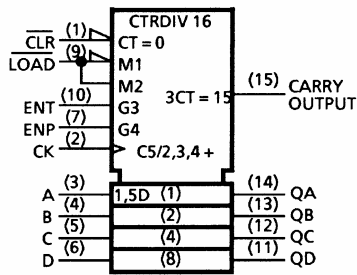 CTRDIV 16
CLR (1) CT = 0
LOAD (9) M1
M2
ENT (10) G3 3CT = 15 (15) CARRY OUTPUT
ENP (7) G4
CK (2) C5/2,3,4 +
A (3) 1,5D (1) (14) QA
B (4) (2) (13) QB
C (5) (4) (12) QC
D (6) (8) (11) QD